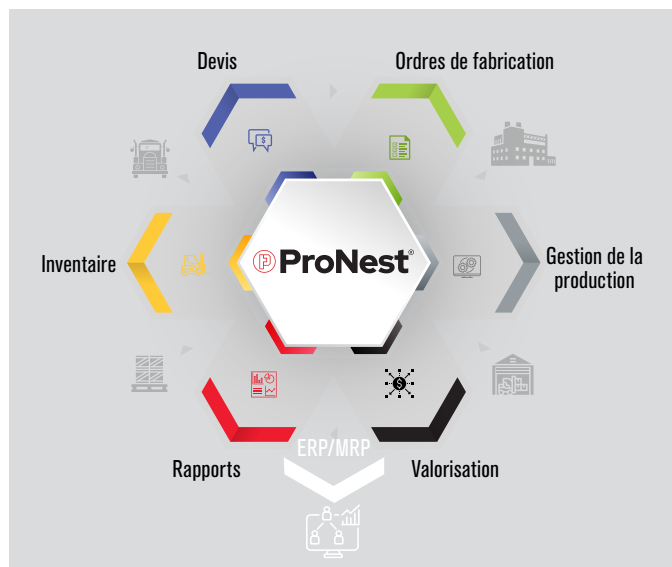 Devis
Ordres de fabrication
Inventaire
ProNest®
Gestion de la
production
Rapports
ERP/MRP
Valorisation